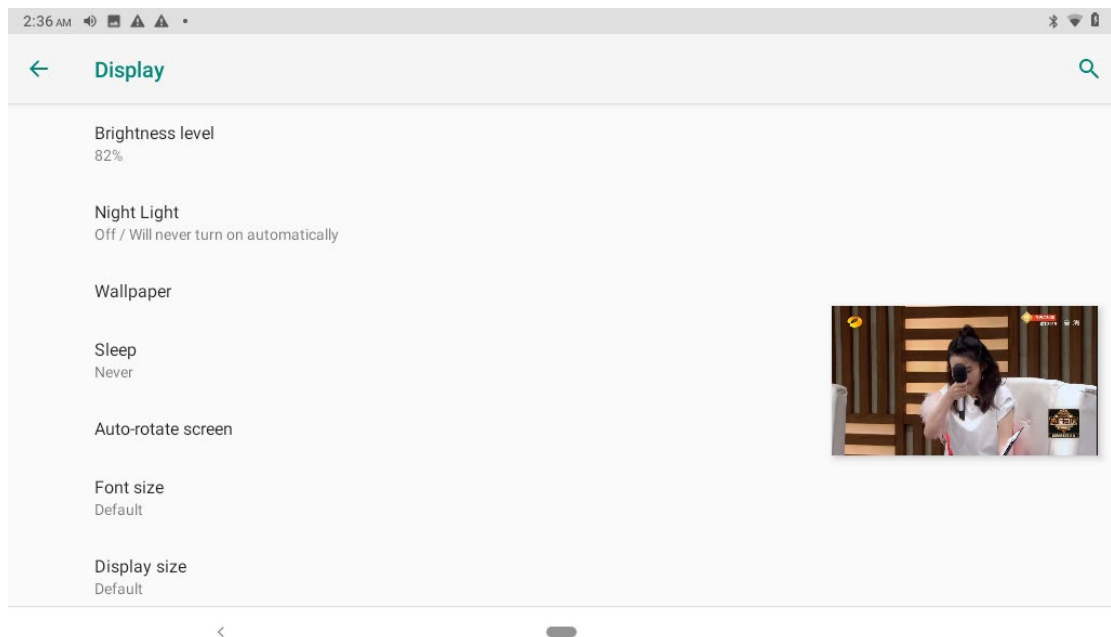 2:36 AM
Display
Brightness level
82%
Night Light
Off / Will never turn on automatically
Wallpaper
Sleep
Never
Auto-rotate screen
Font size
Default
Display size
Default